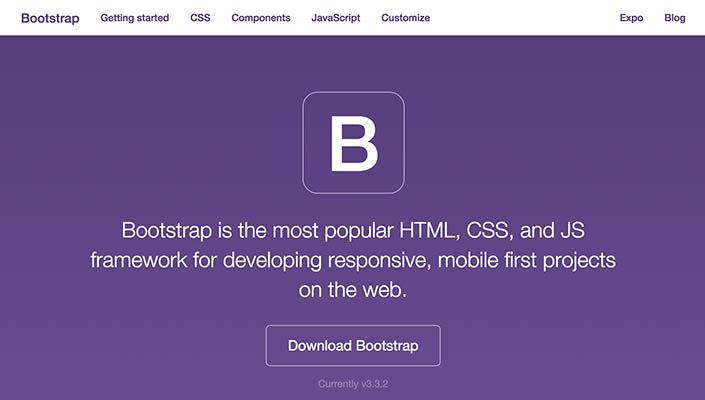 Bootstrap Getting started CSS Components JavaScript Customize Expo Blog
B
Bootstrap is the most popular HTML, CSS, and JS
framework for developing responsive, mobile first projects
on the web.
Download Bootstrap
Currently v3.3.2